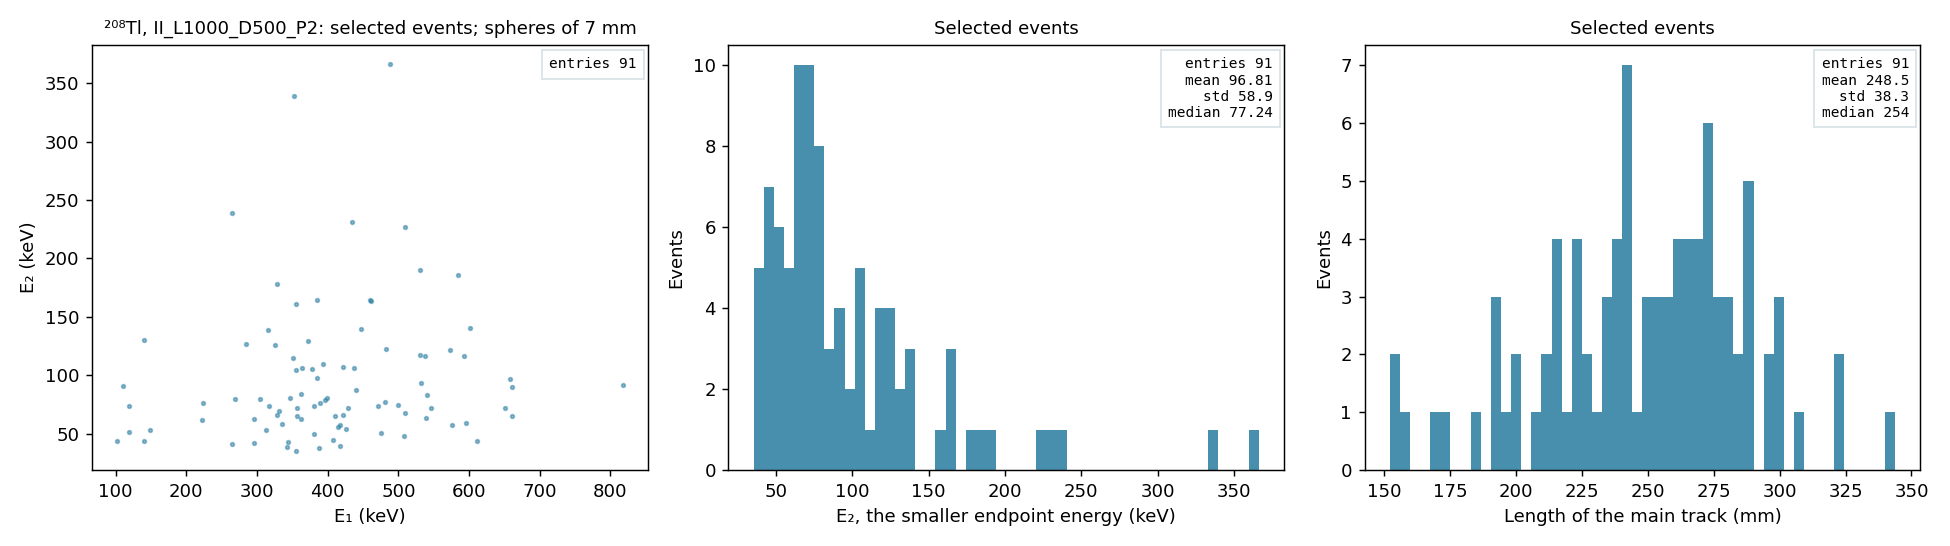 ²⁰⁸Tl, II_L1000_D500_P2: selected events; spheres of 7 mm
entries 91
350
300
250
200
150
100
50
E₂ (keV)
100 200 300 400 500 600 700 800
E₁ (keV)
Selected events
entries 91
mean 96.81
std 58.9
median 77.24
10
8
6
4
2
0
Events
50 100 150 200 250 300 350
E₂, the smaller endpoint energy (keV)
Selected events
entries 91
mean 248.5
std 38.3
median 254
7
6
5
4
3
2
1
0
Events
150 175 200 225 250 275 300 325 350
Length of the main track (mm)